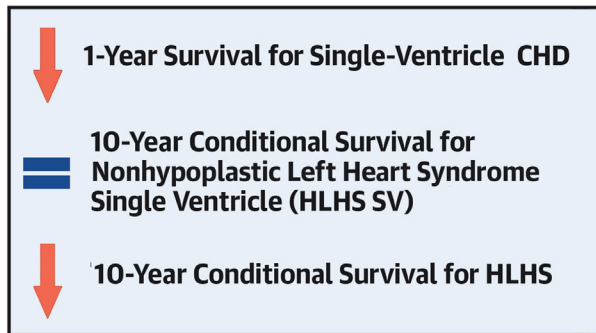 1-Year Survival for Single-Ventricle CHD
10-Year Conditional Survival for
Nonhypoplastic Left Heart Syndrome
Single Ventricle (HLHS SV)
10-Year Conditional Survival for HLHS